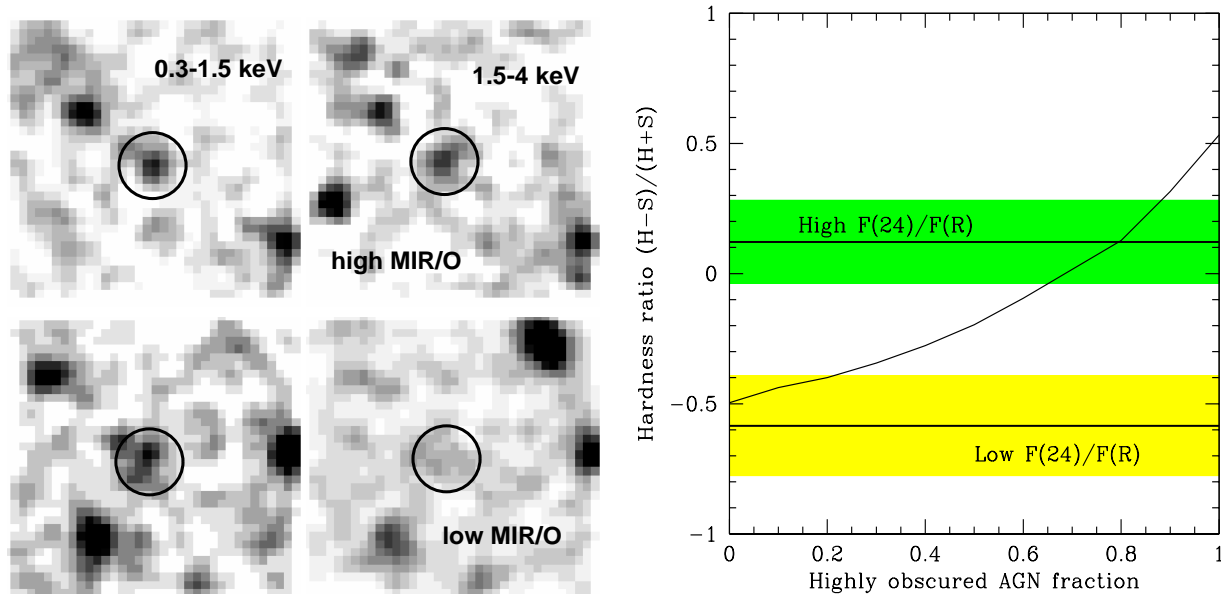 0.3-1.5 keV
1.5-4 keV
high MIR/O
low MIR/O
1
0.5
0
−0.5
−1
Hardness ratio (H−S)/(H+S)
High F(24)/F(R)
Low F(24)/F(R)
0
0.2
0.4
0.6
0.8
1
Highly obscured AGN fraction